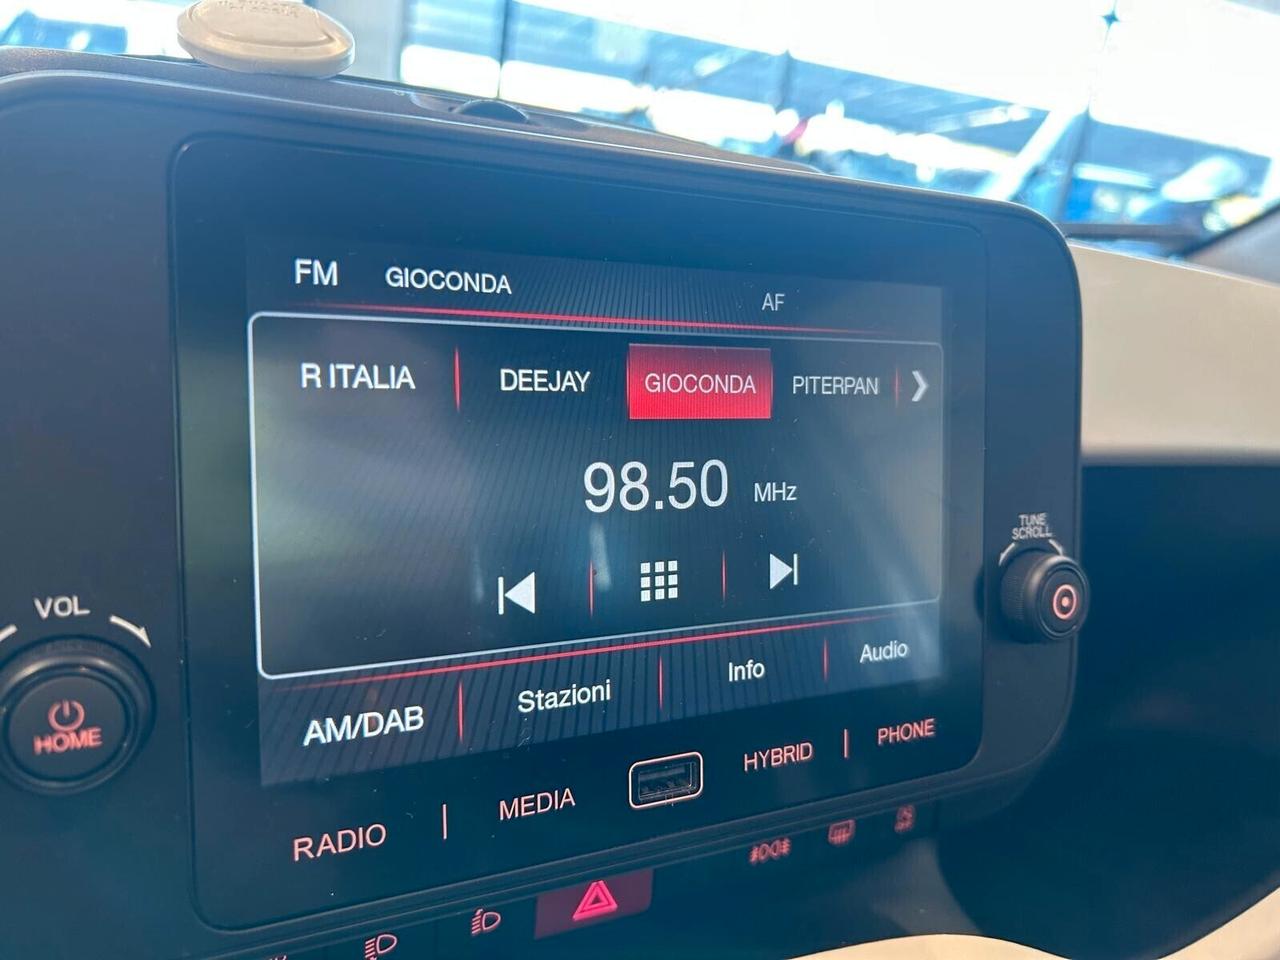 FM GIOCONDA AF
R ITALIA DEEJAY GIOCONDA PITERPAN
98.50 MHz
AM/DAB Stazioni Info Audio
RADIO MEDIA HYBRID PHONE
VOL
HOME
TUNE
SCROLL